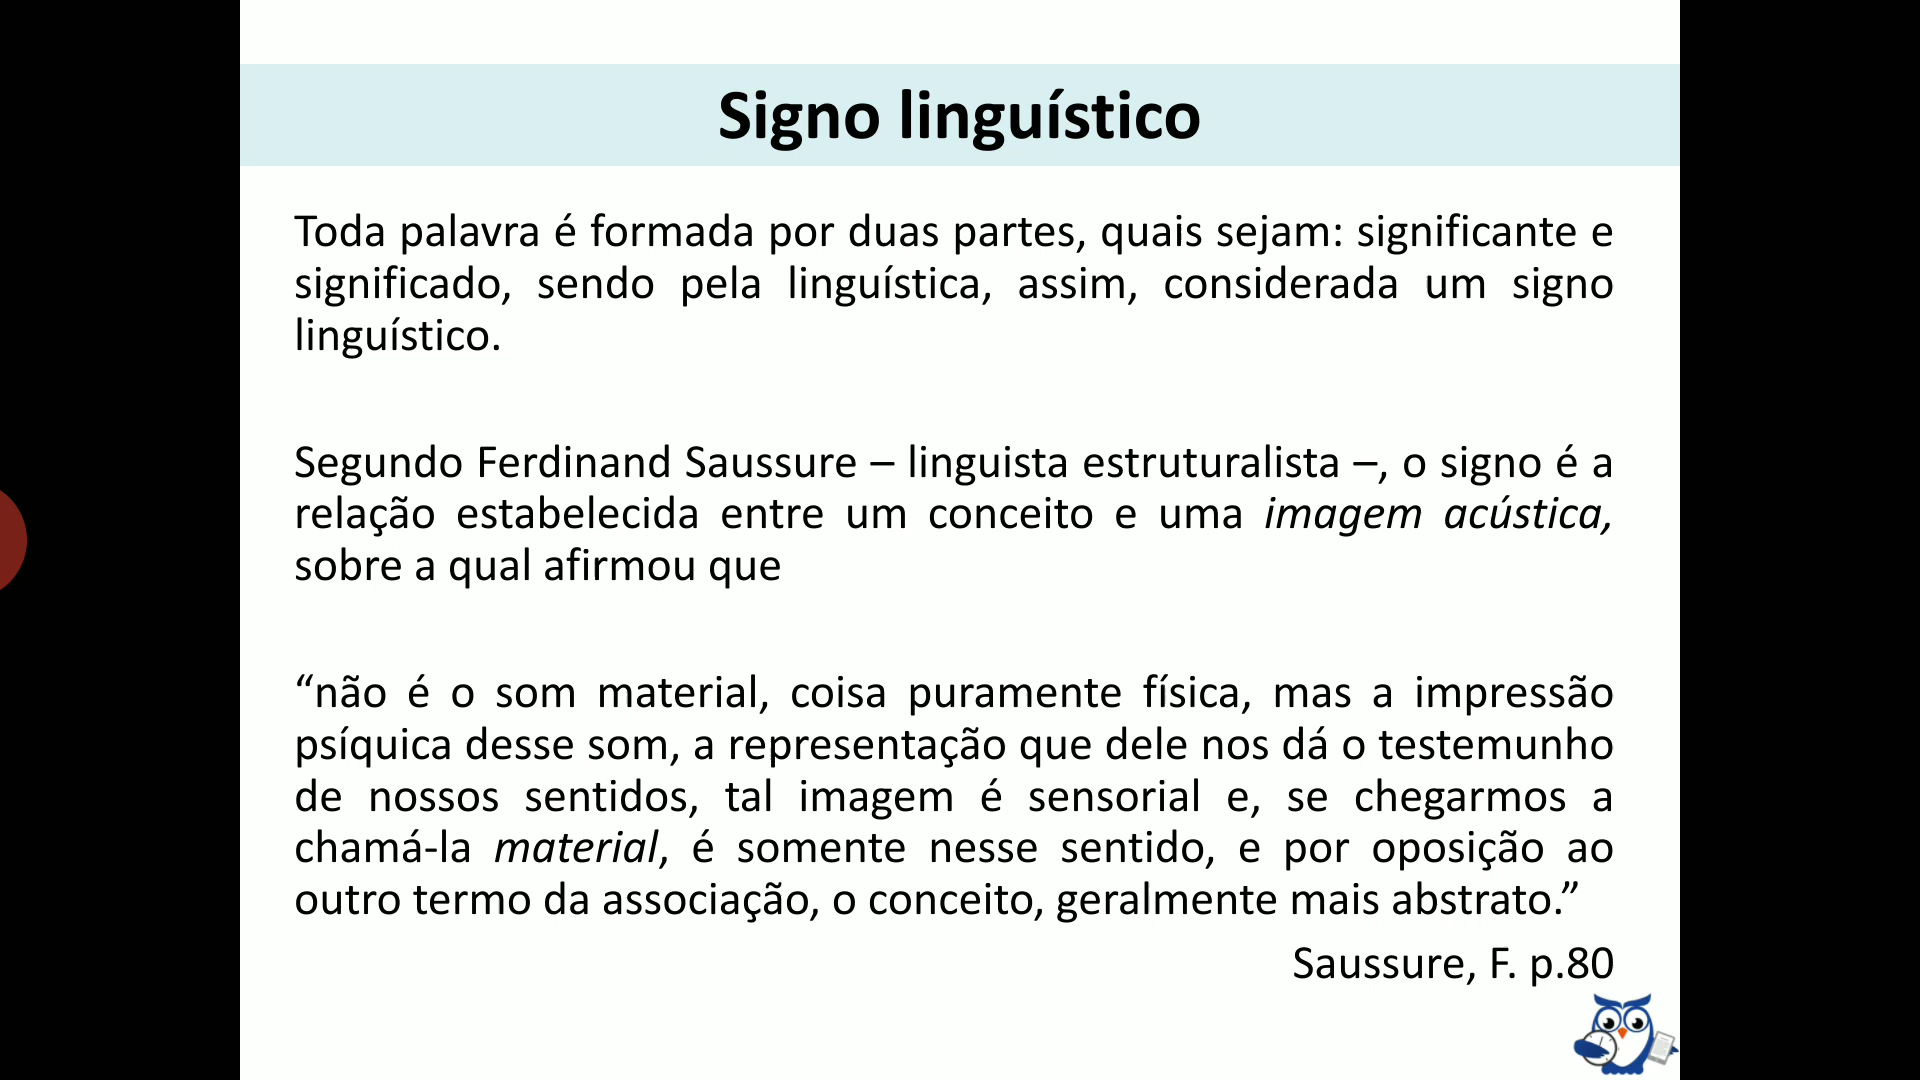 Signo linguístico
Toda palavra é formada por duas partes, quais sejam: significante e
significado, sendo pela linguística, assim, considerada um signo
linguístico.
Segundo Ferdinand Saussure – linguista estruturalista –, o signo é a
relação estabelecida entre um conceito e uma imagem acústica,
sobre a qual afirmou que
“não é o som material, coisa puramente física, mas a impressão
psíquica desse som, a representação que dele nos dá o testemunho
de nossos sentidos, tal imagem é sensorial e, se chegarmos a
chamá-la material, é somente nesse sentido, e por oposição ao
outro termo da associação, o conceito, geralmente mais abstrato.”
Saussure, F. p.80